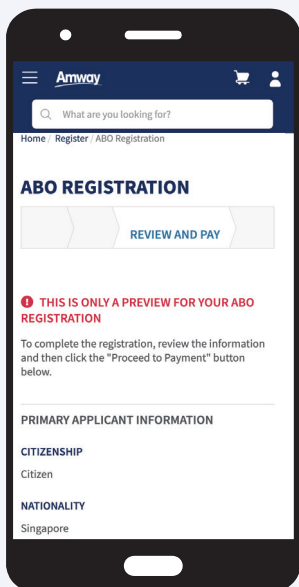 Amway
What are you looking for?
Home / Register / ABO Registration
ABO REGISTRATION
REVIEW AND PAY
THIS IS ONLY A PREVIEW FOR YOUR ABO
REGISTRATION
To complete the registration, review the information
and then click the "Proceed to Payment" button
below.
PRIMARY APPLICANT INFORMATION
CITIZENSHIP
Citizen
NATIONALITY
Singapore